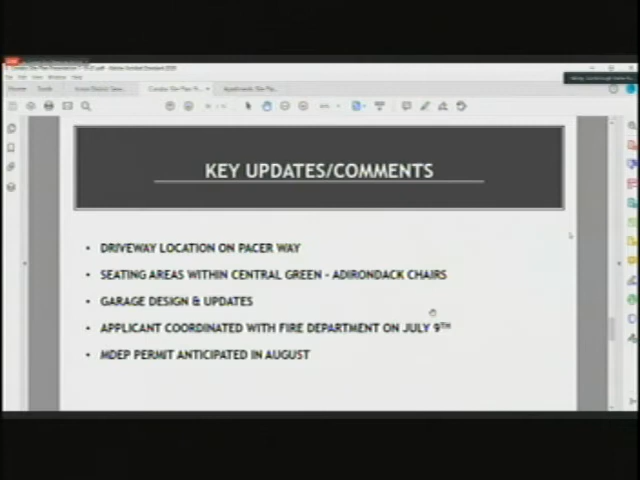 KEY UPDATES/COMMENTS
• DRIVEWAY LOCATION ON PACER WAY
• SEATING AREAS WITHIN CENTRAL GREEN - ADIRONDACK CHAIRS
• GARAGE DESIGN & UPDATES
• APPLICANT COORDINATED WITH FIRE DEPARTMENT ON JULY 9TH
• MDEP PERMIT ANTICIPATED IN AUGUST